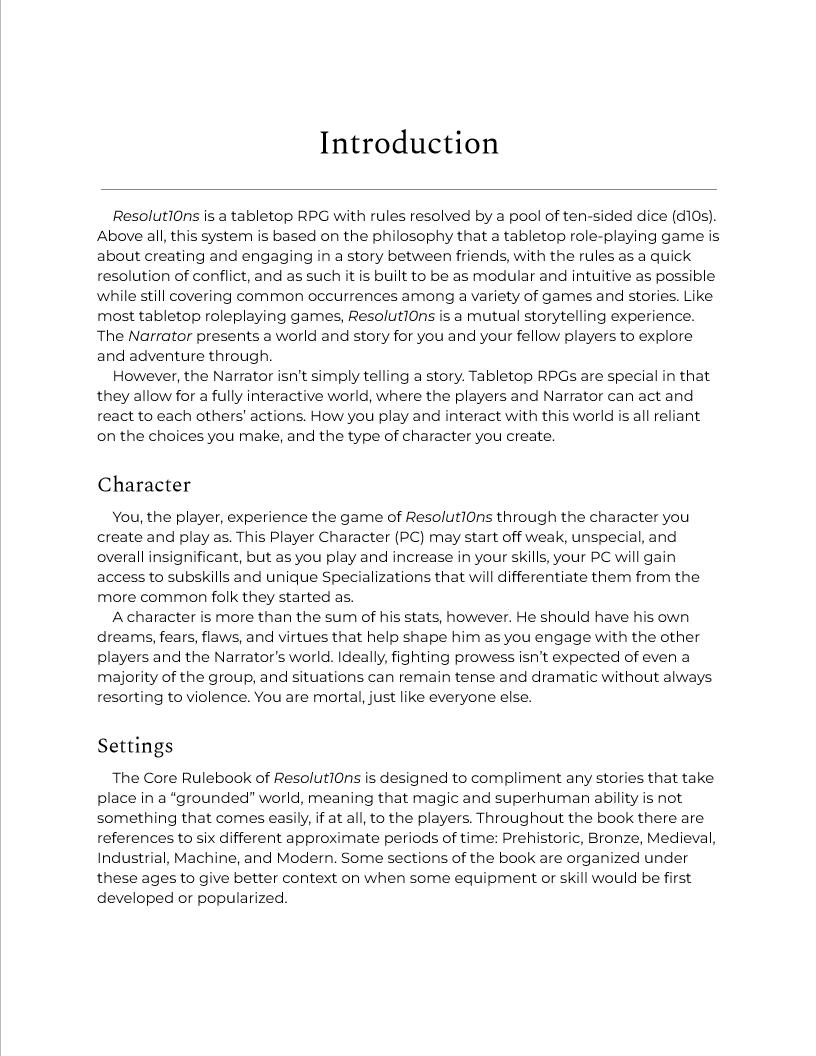 Introduction
Resolut10ns is a tabletop RPG with rules resolved by a pool of ten-sided dice (d10s).
Above all, this system is based on the philosophy that a tabletop role-playing game is
about creating and engaging in a story between friends, with the rules as a quick
resolution of conflict, and as such it is built to be as modular and intuitive as possible
while still covering common occurrences among a variety of games and stories. Like
most tabletop roleplaying games, Resolut10ns is a mutual storytelling experience.
The Narrator presents a world and story for you and your fellow players to explore
and adventure through.
However, the Narrator isn’t simply telling a story. Tabletop RPGs are special in that
they allow for a fully interactive world, where the players and Narrator can act and
react to each others’ actions. How you play and interact with this world is all reliant
on the choices you make, and the type of character you create.
Character
You, the player, experience the game of Resolut10ns through the character you
create and play as. This Player Character (PC) may start off weak, unspecial, and
overall insignificant, but as you play and increase in your skills, your PC will gain
access to subskills and unique Specializations that will differentiate them from the
more common folk they started as.
A character is more than the sum of his stats, however. He should have his own
dreams, fears, flaws, and virtues that help shape him as you engage with the other
players and the Narrator’s world. Ideally, fighting prowess isn’t expected of even a
majority of the group, and situations can remain tense and dramatic without always
resorting to violence. You are mortal, just like everyone else.
Settings
The Core Rulebook of Resolut10ns is designed to compliment any stories that take
place in a “grounded” world, meaning that magic and superhuman ability is not
something that comes easily, if at all, to the players. Throughout the book there are
references to six different approximate periods of time: Prehistoric, Bronze, Medieval,
Industrial, Machine, and Modern. Some sections of the book are organized under
these ages to give better context on when some equipment or skill would be first
developed or popularized.